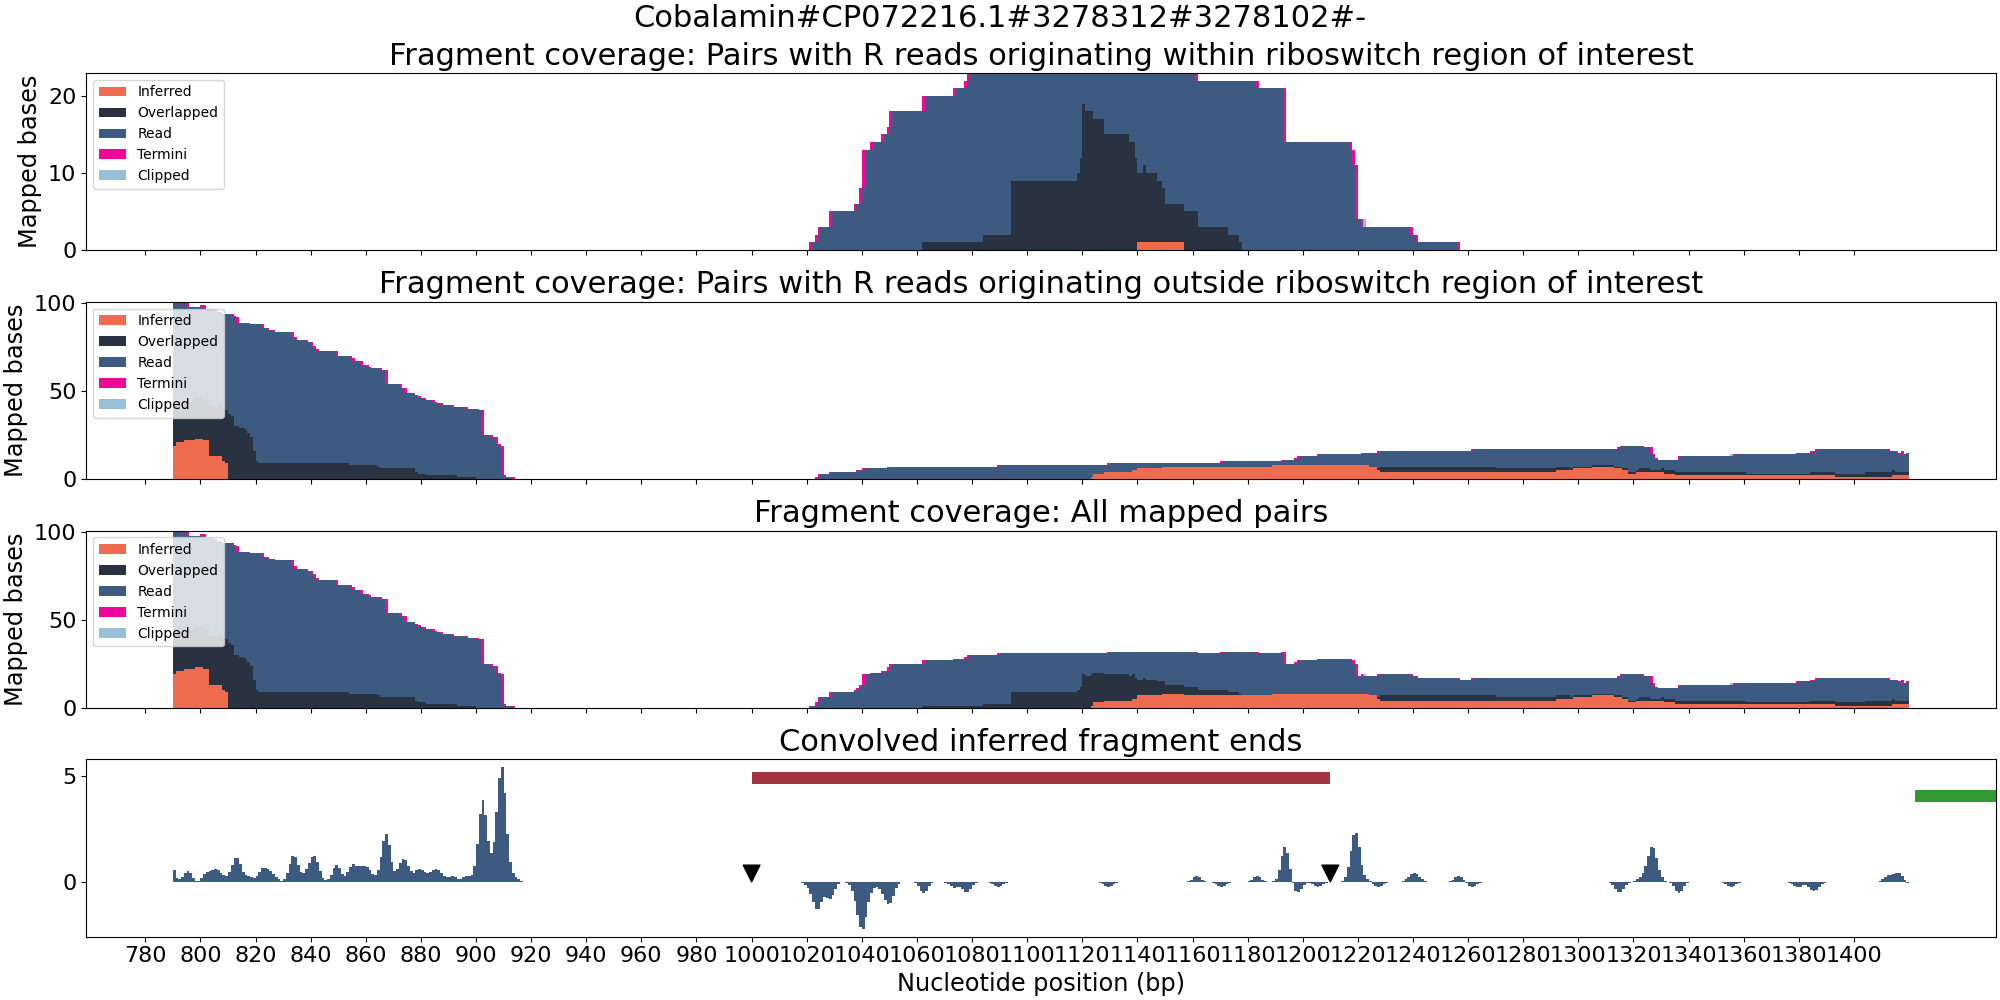 Cobalamin#CP072216.1#3278312#3278102#-
Fragment coverage: Pairs with R reads originating within riboswitch region of interest
Mapped bases
20
10
0
Inferred
Overlapped
Read
Termini
Clipped
Fragment coverage: Pairs with R reads originating outside riboswitch region of interest
Mapped bases
100
50
0
Inferred
Overlapped
Read
Termini
Clipped
Fragment coverage: All mapped pairs
Mapped bases
100
50
0
Inferred
Overlapped
Read
Termini
Clipped
Convolved inferred fragment ends
5
0
780 800 820 840 860 880 900 920 940 960 980 1000 1020 1040 1060 1080 1100 1120 1140 1160 1180 1200 1220 1240 1260 1280 1300 1320 1340 1360 1380 1400
Nucleotide position (bp)